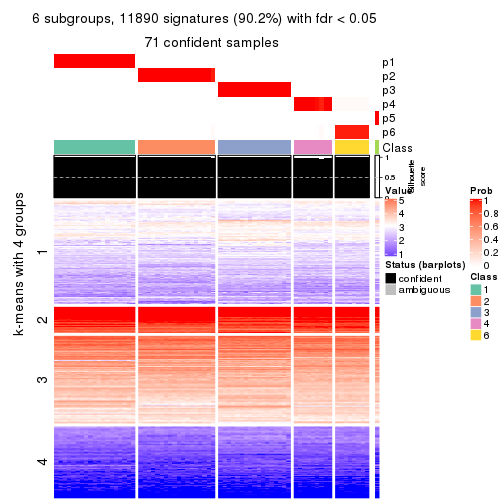 6 subgroups, 11890 signatures (90.2%) with fdr < 0.05
71 confident samples
p1
p2
p3
p4
p5
p6
Class
1
0.5
0
Silhouette
score
k-means with 4 groups
1
2
3
4
Value
5
4
3
2
1
Status (barplots)
confident
ambiguous
Prob
1
0.8
0.6
0.4
0.2
0
Class
1
2
3
4
6